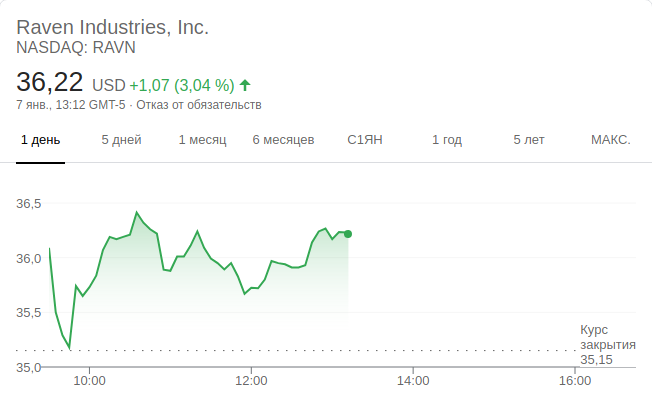 Raven Industries, Inc.
NASDAQ: RAVN
36,22 USD +1,07 (3,04 %)
7 янв., 13:12 GMT-5 · Отказ от обязательств
1 день 5 дней 1 месяц 6 месяцев С1ЯН 1 год 5 лет МАКС.
36,5
36,0
35,5
Курс
закрытия
35,15
35,0
10:00 12:00 14:00 16:00